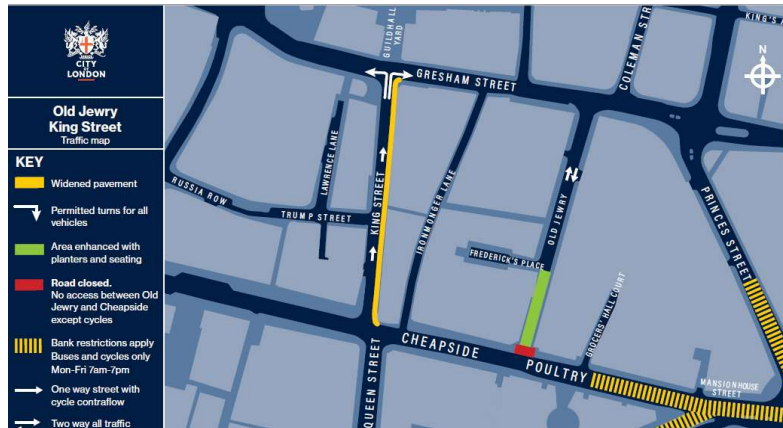 CITY
OF
LONDON
Old Jewry
King Street
Traffic map
KEY
Widened pavement
Permitted turns for all
vehicles
Area enhanced with
planters and seating
Road closed.
No access between Old
Jewry and Cheapside
except cycles
Bank restrictions apply
Buses and cycles only
Mon-Fri 7am-7pm
One way street with
cycle contraflow
Two way all traffic
GUILDHALL
YARD
GRESHAM STREET
COLEMAN STR
KING'S A
N
RUSSIA ROW
LAWRENCE LANE
TRUMP STREET
KING STREET
IRONMONGER LANE
OLD JEWRY
FREDERICK'S PLACE
GROCERS' HALL COURT
PRINCES STREET
CHEAPSIDE
POULTRY
MANSION HOUSE
STREET
QUEEN STREET